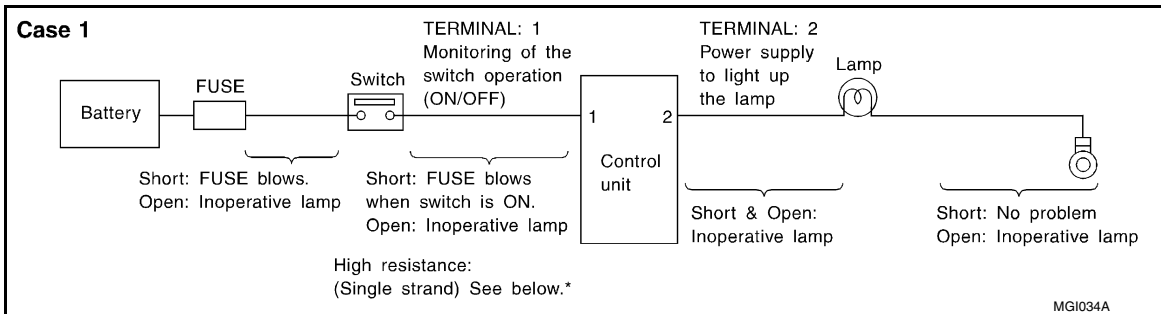 Case 1
TERMINAL: 1
Monitoring of the
switch operation
(ON/OFF)
TERMINAL: 2
Power supply
to light up
the lamp
Battery
FUSE
Switch
1
2
Control
unit
Lamp
Short: FUSE blows.
Open: Inoperative lamp
Short: FUSE blows
when switch is ON.
Open: Inoperative lamp
High resistance:
(Single strand) See below.*
Short & Open:
Inoperative lamp
Short: No problem
Open: Inoperative lamp
MGI034A